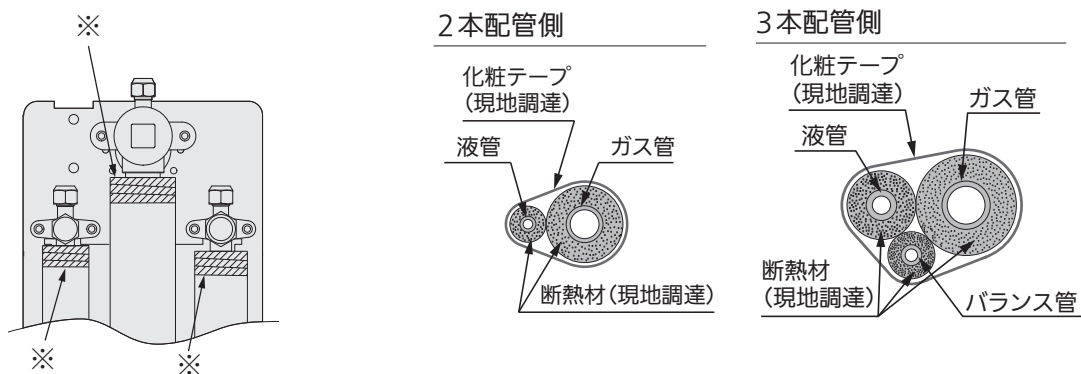 ※
※
※
2本配管側
化粧テープ
(現地調達)
液管
ガス管
断熱材(現地調達)
3本配管側
化粧テープ
(現地調達)
ガス管
液管
断熱材
(現地調達)
バランス管